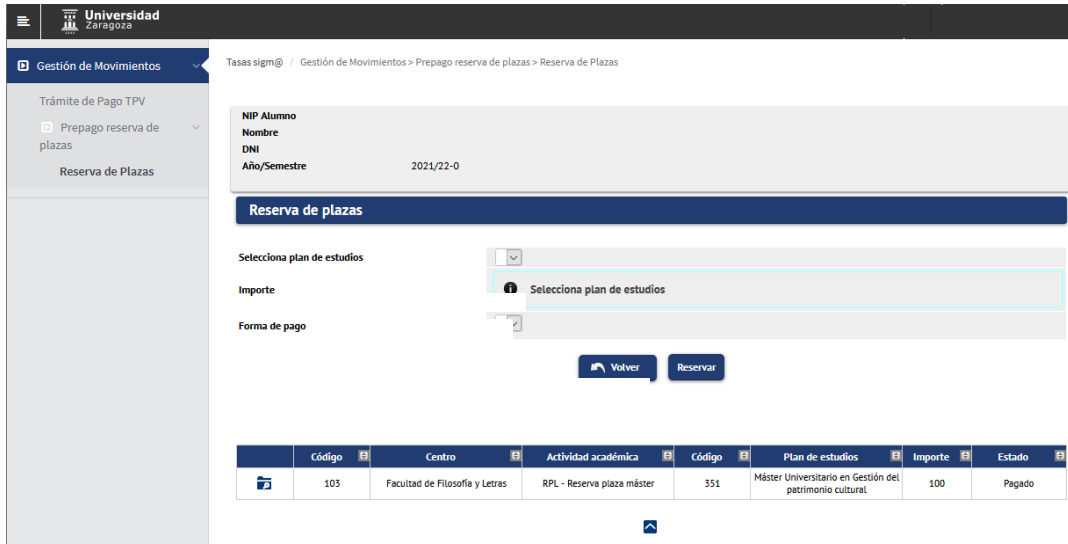 Universidad
Zaragoza
Gestión de Movimientos
Trámite de Pago TPV
Prepago reserva de
plazas
Reserva de Plazas
Tasas sigm@ / Gestión de Movimientos > Prepago reserva de plazas > Reserva de Plazas
NIP Alumno
Nombre
DNI
Año/Semestre 2021/22-0
Reserva de plazas
Selecciona plan de estudios
Importe Selecciona plan de estudios
Forma de pago
Volver Reservar
Código Centro Actividad académica Código Plan de estudios Importe Estado
103 Facultad de Filosofía y Letras RPL - Reserva plaza máster 351 Máster Universitario en Gestión del 100 Pagado
patrimonio cultural